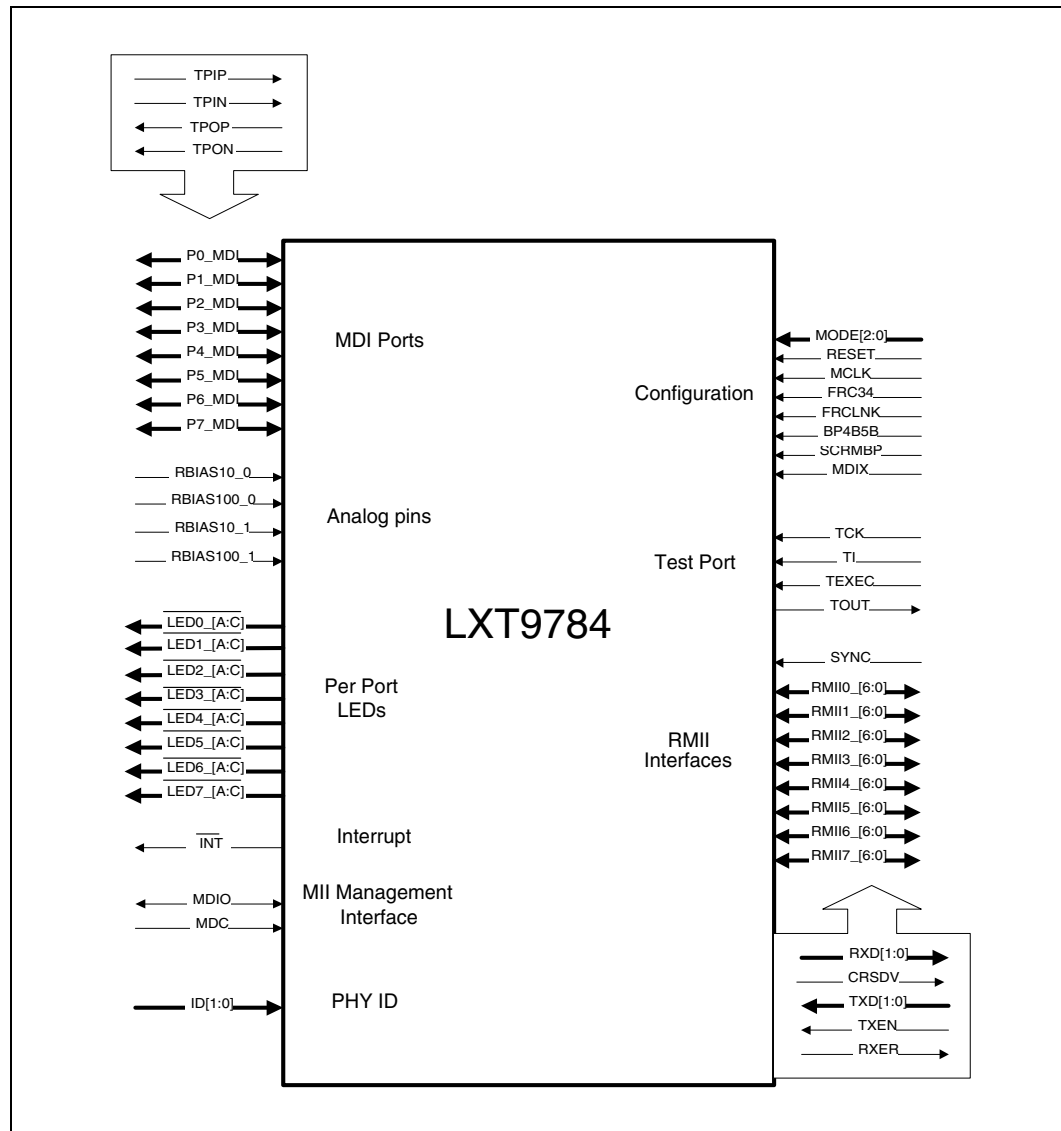 TPIP
TPIN
TPOP
TPON
P0_MDI
P1_MDI
P2_MDI
P3_MDI
P4_MDI
P5_MDI
P6_MDI
P7_MDI
MDI Ports
RBIAS10_0
RBIAS100_0
RBIAS10_1
RBIAS100_1
Analog pins
LXT9784
LED0_[A:C]
LED1_[A:C]
LED2_[A:C]
LED3_[A:C]
LED4_[A:C]
LED5_[A:C]
LED6_[A:C]
LED7_[A:C]
Per Port
LEDs
INT
Interrupt
MDIO
MDC
MII Management
Interface
ID[1:0]
PHY ID
Configuration
MODE[2:0]
RESET
MCLK
FRC34
FRCLNK
BP4B5B
SCRMBP
MDIX
Test Port
TCK
TI
TEXEC
TOUT
SYNC
RMII
Interfaces
RMII0_[6:0]
RMII1_[6:0]
RMII2_[6:0]
RMII3_[6:0]
RMII4_[6:0]
RMII5_[6:0]
RMII6_[6:0]
RMII7_[6:0]
RXD[1:0]
CRSDV
TXD[1:0]
TXEN
RXER